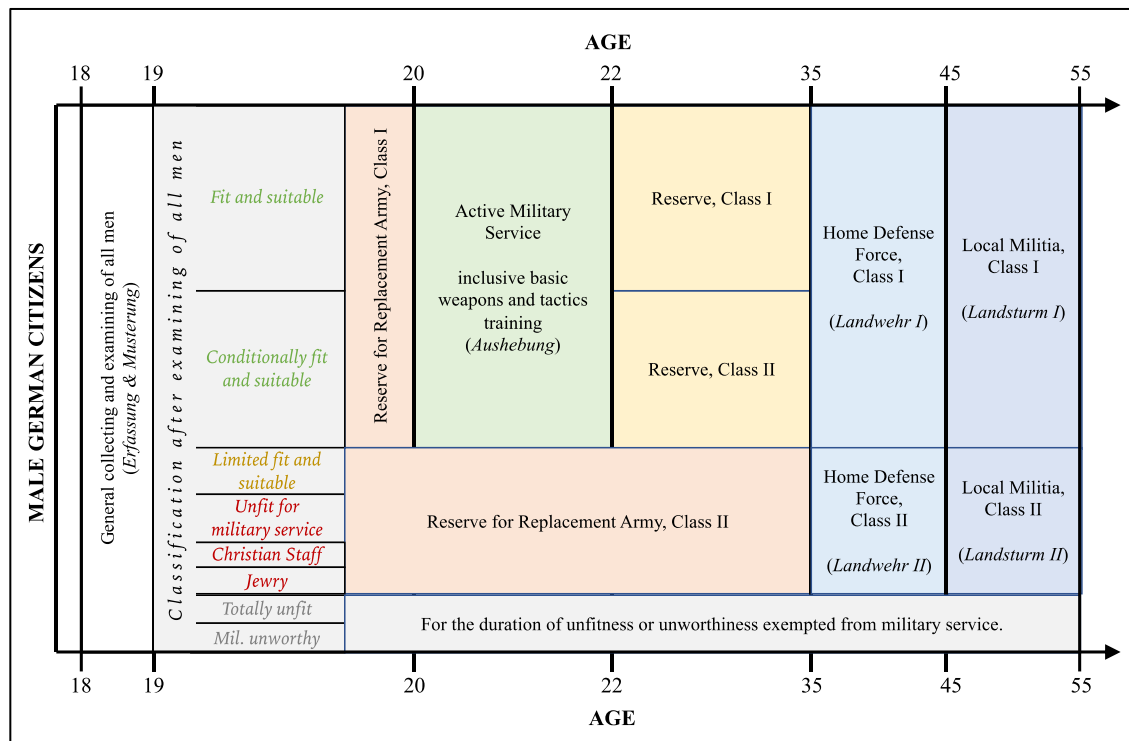 AGE
18
19
20
22
35
45
55
MALE GERMAN CITIZENS
General collecting and examining of all men
(Erfassung & Musterung)
Classification after examining of all men
Fit and suitable
Conditionally fit
and suitable
Limited fit and
suitable
Unfit for
military service
Christian Staff
Jewry
Totally unfit
Mil. unworthy
Reserve for Replacement Army, Class I
Active Military
Service
inclusive basic
weapons and tactics
training
(Aushebung)
Reserve, Class I
Reserve, Class II
Home Defense
Force,
Class I
(Landwehr I)
Local Militia,
Class I
(Landsturm I)
Reserve for Replacement Army, Class II
Home Defense
Force,
Class II
(Landwehr II)
Local Militia,
Class II
(Landsturm II)
For the duration of unfitness or unworthiness exempted from military service.
18
19
20
22
35
45
55
AGE